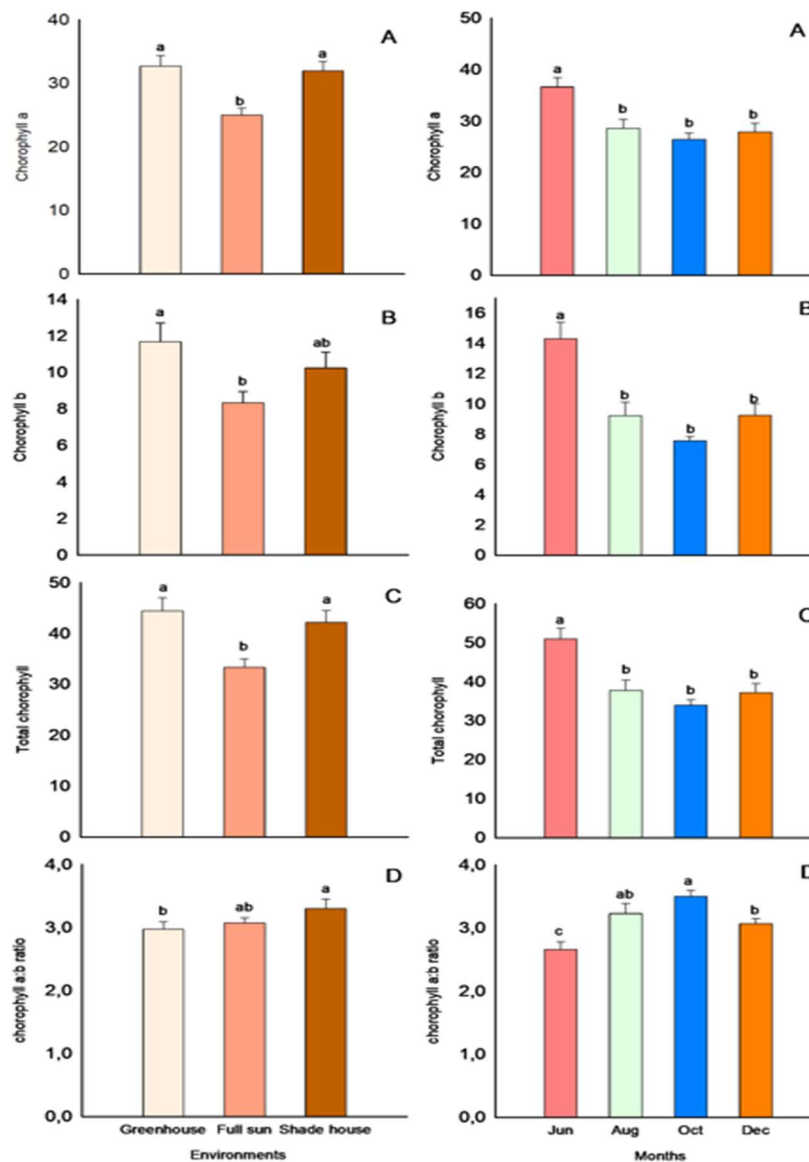 A
40
a
a
30
b
20
10
0
Chorophyll a
A
50
a
40
b
b
b
30
20
10
0
Chorophyll a
B
14
a
12
ab
10
b
8
6
4
2
0
Chorophyll b
16
a
14
12
b
b
10
b
8
6
4
2
0
Chorophyll b
C
50
a
a
40
b
30
20
10
0
Total chorophyll
60
a
50
b
b
b
40
30
20
10
0
Total chorophyll
D
4,0
b
ab
a
3,0
2,0
1,0
0,0
chorophyll a:b ratio
Greenhouse Full sun Shade house
Environments
4,0
c
ab
a
b
3,0
2,0
1,0
0,0
chorophyll a:b ratio
Jun Aug Oct Dec
Months